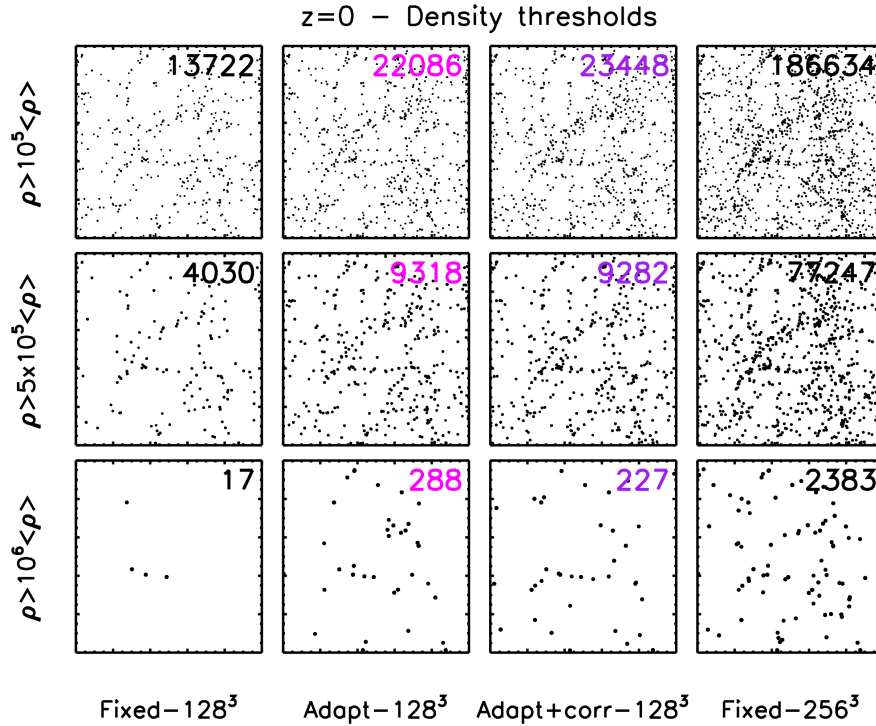 z=0 – Density thresholds
ρ>10⁵<ρ>
13722
22086
23448
186634
ρ>5x10⁵<ρ>
4030
9318
9282
77247
ρ>10⁶<ρ>
17
288
227
2383
Fixed–128³
Adapt–128³
Adapt+corr–128³
Fixed–256³